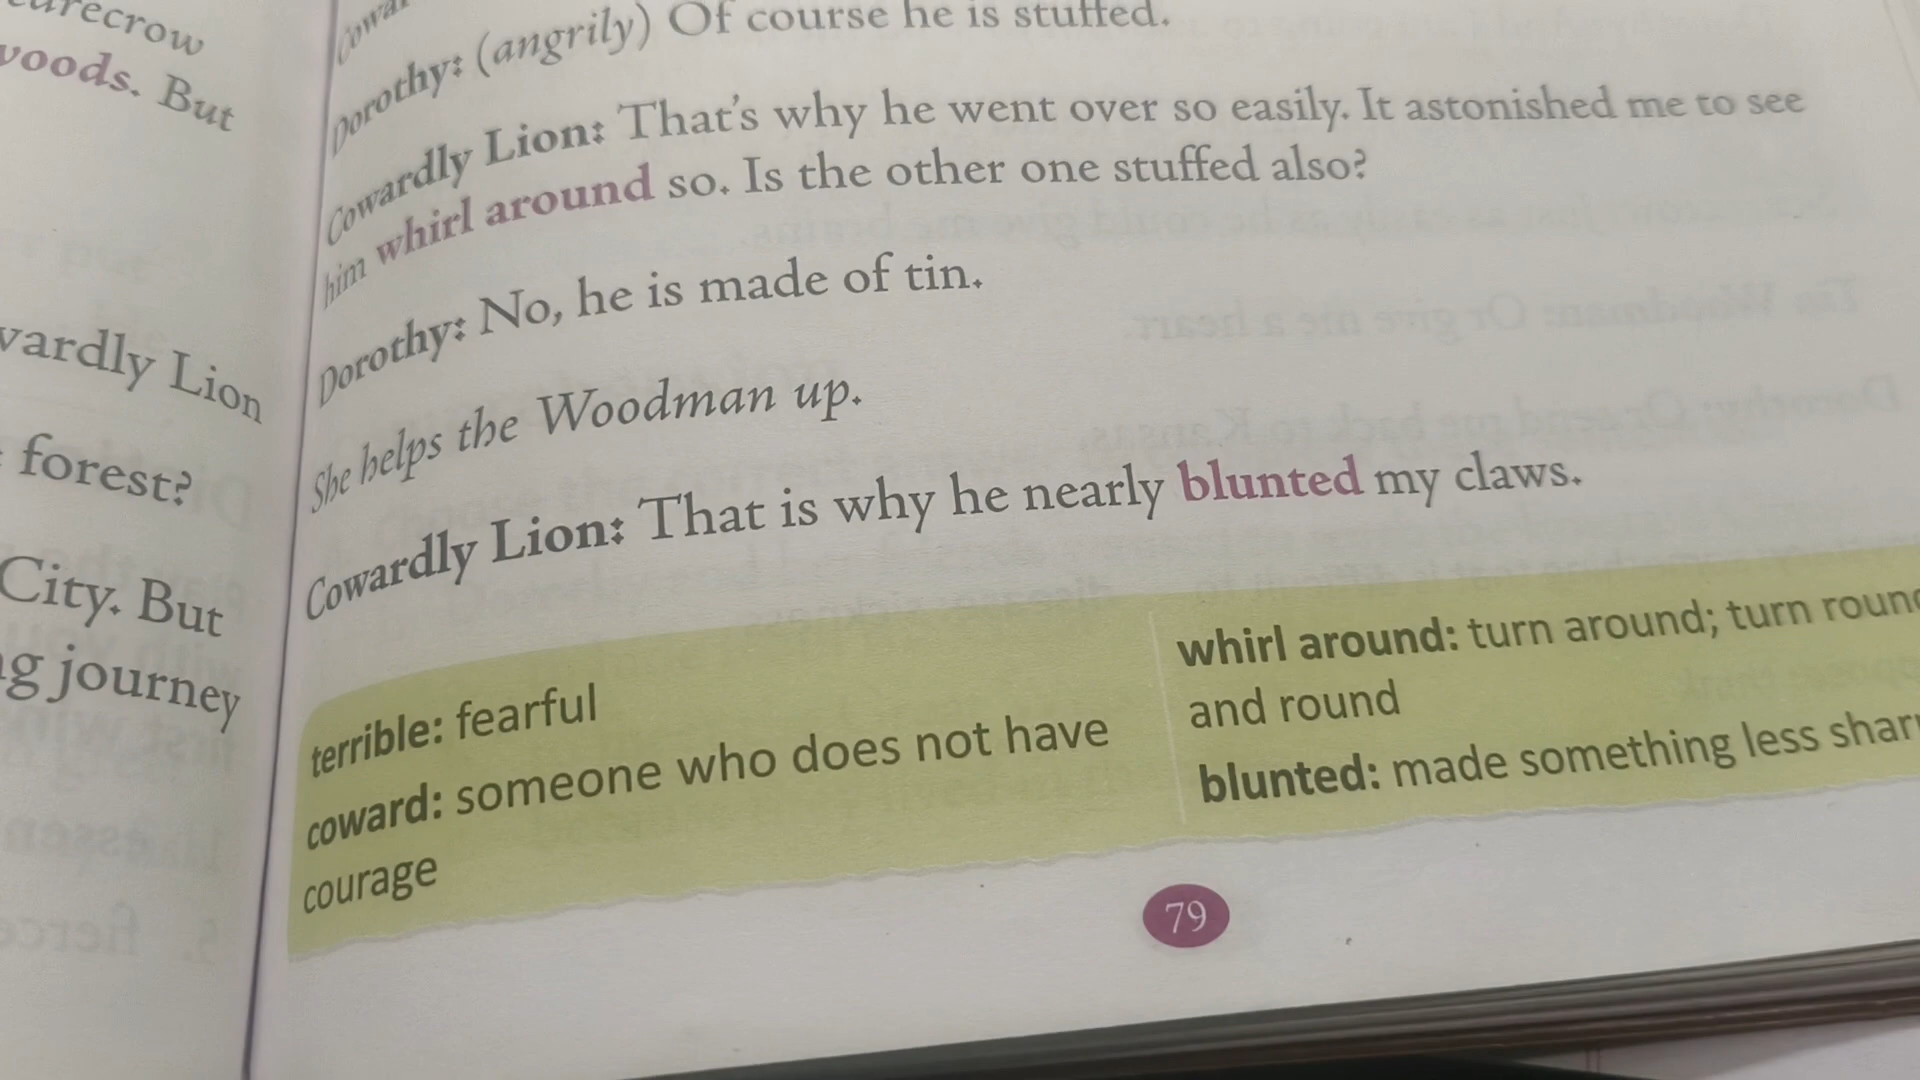 voods. But
vardly Lion
forest?
City. But
g journey
Dorothy: (angrily) Of course he is stuffed.
Cowardly Lion: That's why he went over so easily. It astonished me to see
him whirl around so. Is the other one stuffed also?
Dorothy: No, he is made of tin.
She helps the Woodman up.
Cowardly Lion: That is why he nearly blunted my claws.
terrible: fearful
coward: someone who does not have
courage
whirl around: turn around; turn round
and round
blunted: made something less sharp
79